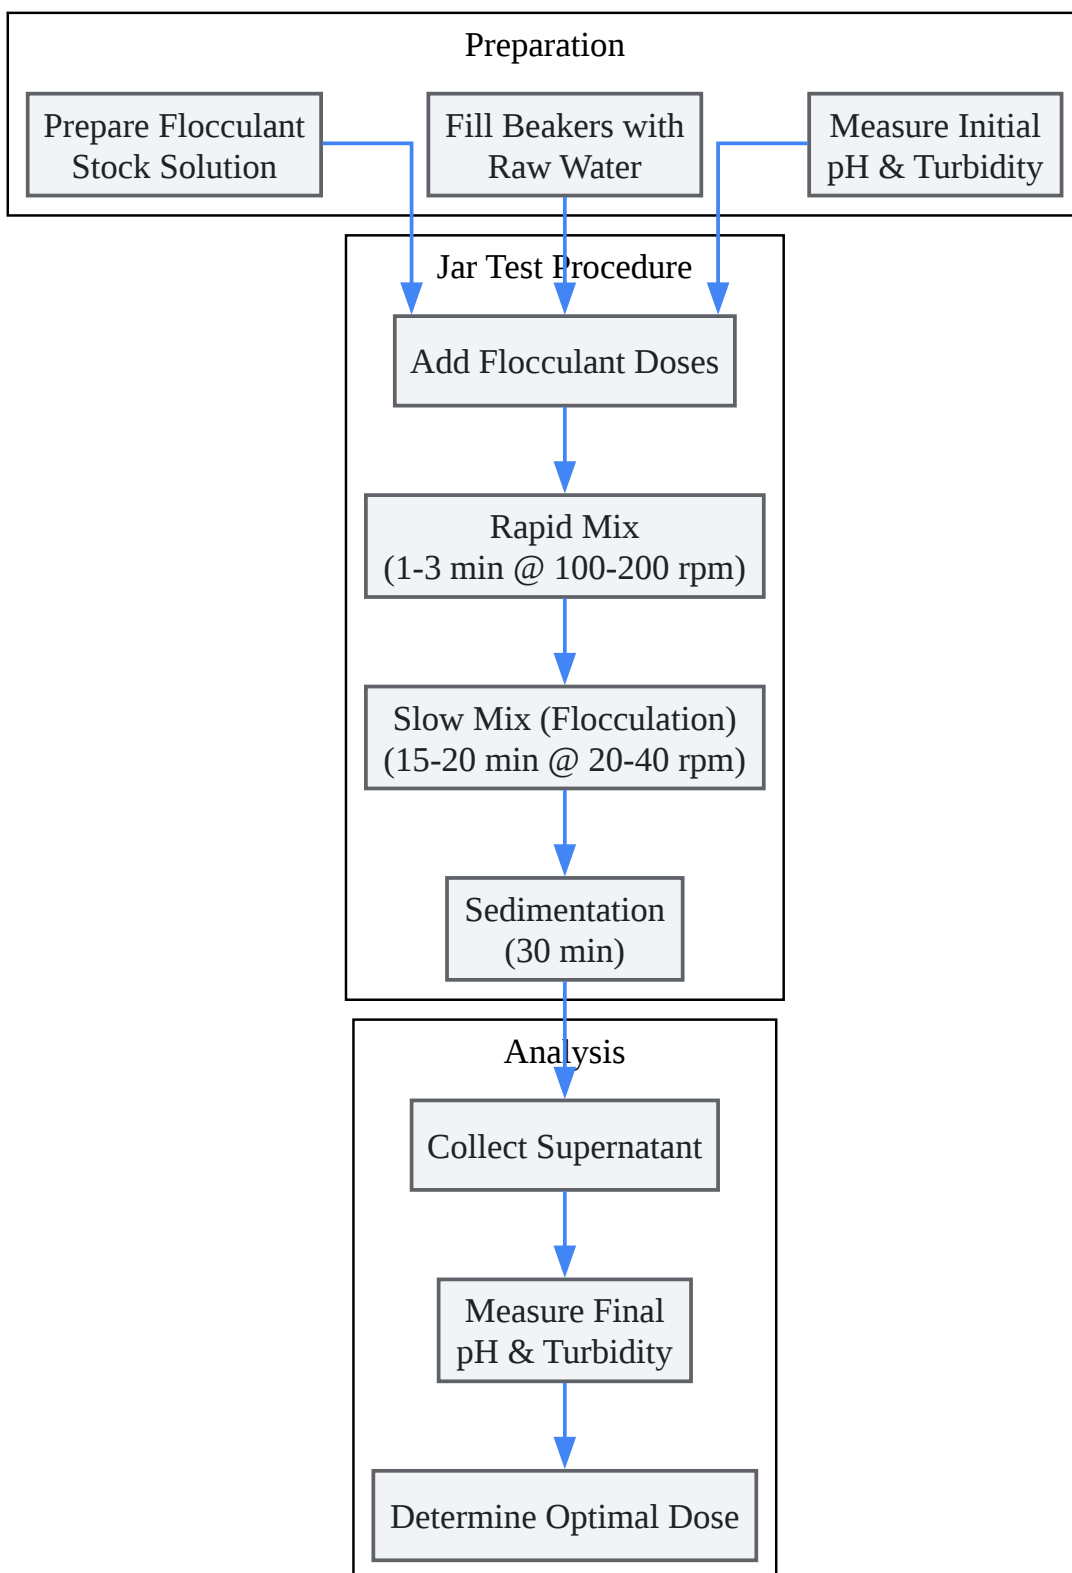 Preparation
Prepare Flocculant
Stock Solution
Fill Beakers with
Raw Water
Measure Initial
pH & Turbidity
Jar Test Procedure
Add Flocculant Doses
Rapid Mix
(1-3 min @ 100-200 rpm)
Slow Mix (Flocculation)
(15-20 min @ 20-40 rpm)
Sedimentation
(30 min)
Analysis
Collect Supernatant
Measure Final
pH & Turbidity
Determine Optimal Dose